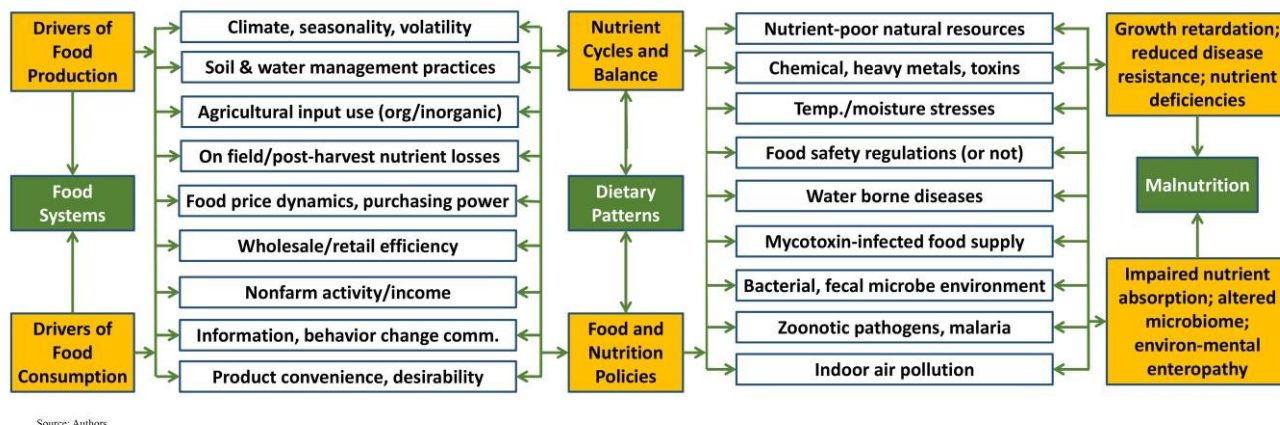 Drivers of
Food
Production
Food
Systems
Drivers of
Food
Consumption
Climate, seasonality, volatility
Soil & water management practices
Agricultural input use (org/inorganic)
On field/post-harvest nutrient losses
Food price dynamics, purchasing power
Wholesale/retail efficiency
Nonfarm activity/income
Information, behavior change comm.
Product convenience, desirability
Nutrient
Cycles and
Balance
Dietary
Patterns
Food and
Nutrition
Policies
Nutrient-poor natural resources
Chemical, heavy metals, toxins
Temp./moisture stresses
Food safety regulations (or not)
Water borne diseases
Mycotoxin-infected food supply
Bacterial, fecal microbe environment
Zoonotic pathogens, malaria
Indoor air pollution
Growth retardation;
reduced disease
resistance; nutrient
deficiencies
Malnutrition
Impaired nutrient
absorption; altered
microbiome;
environ-mental
enteropathy
Source: Authors